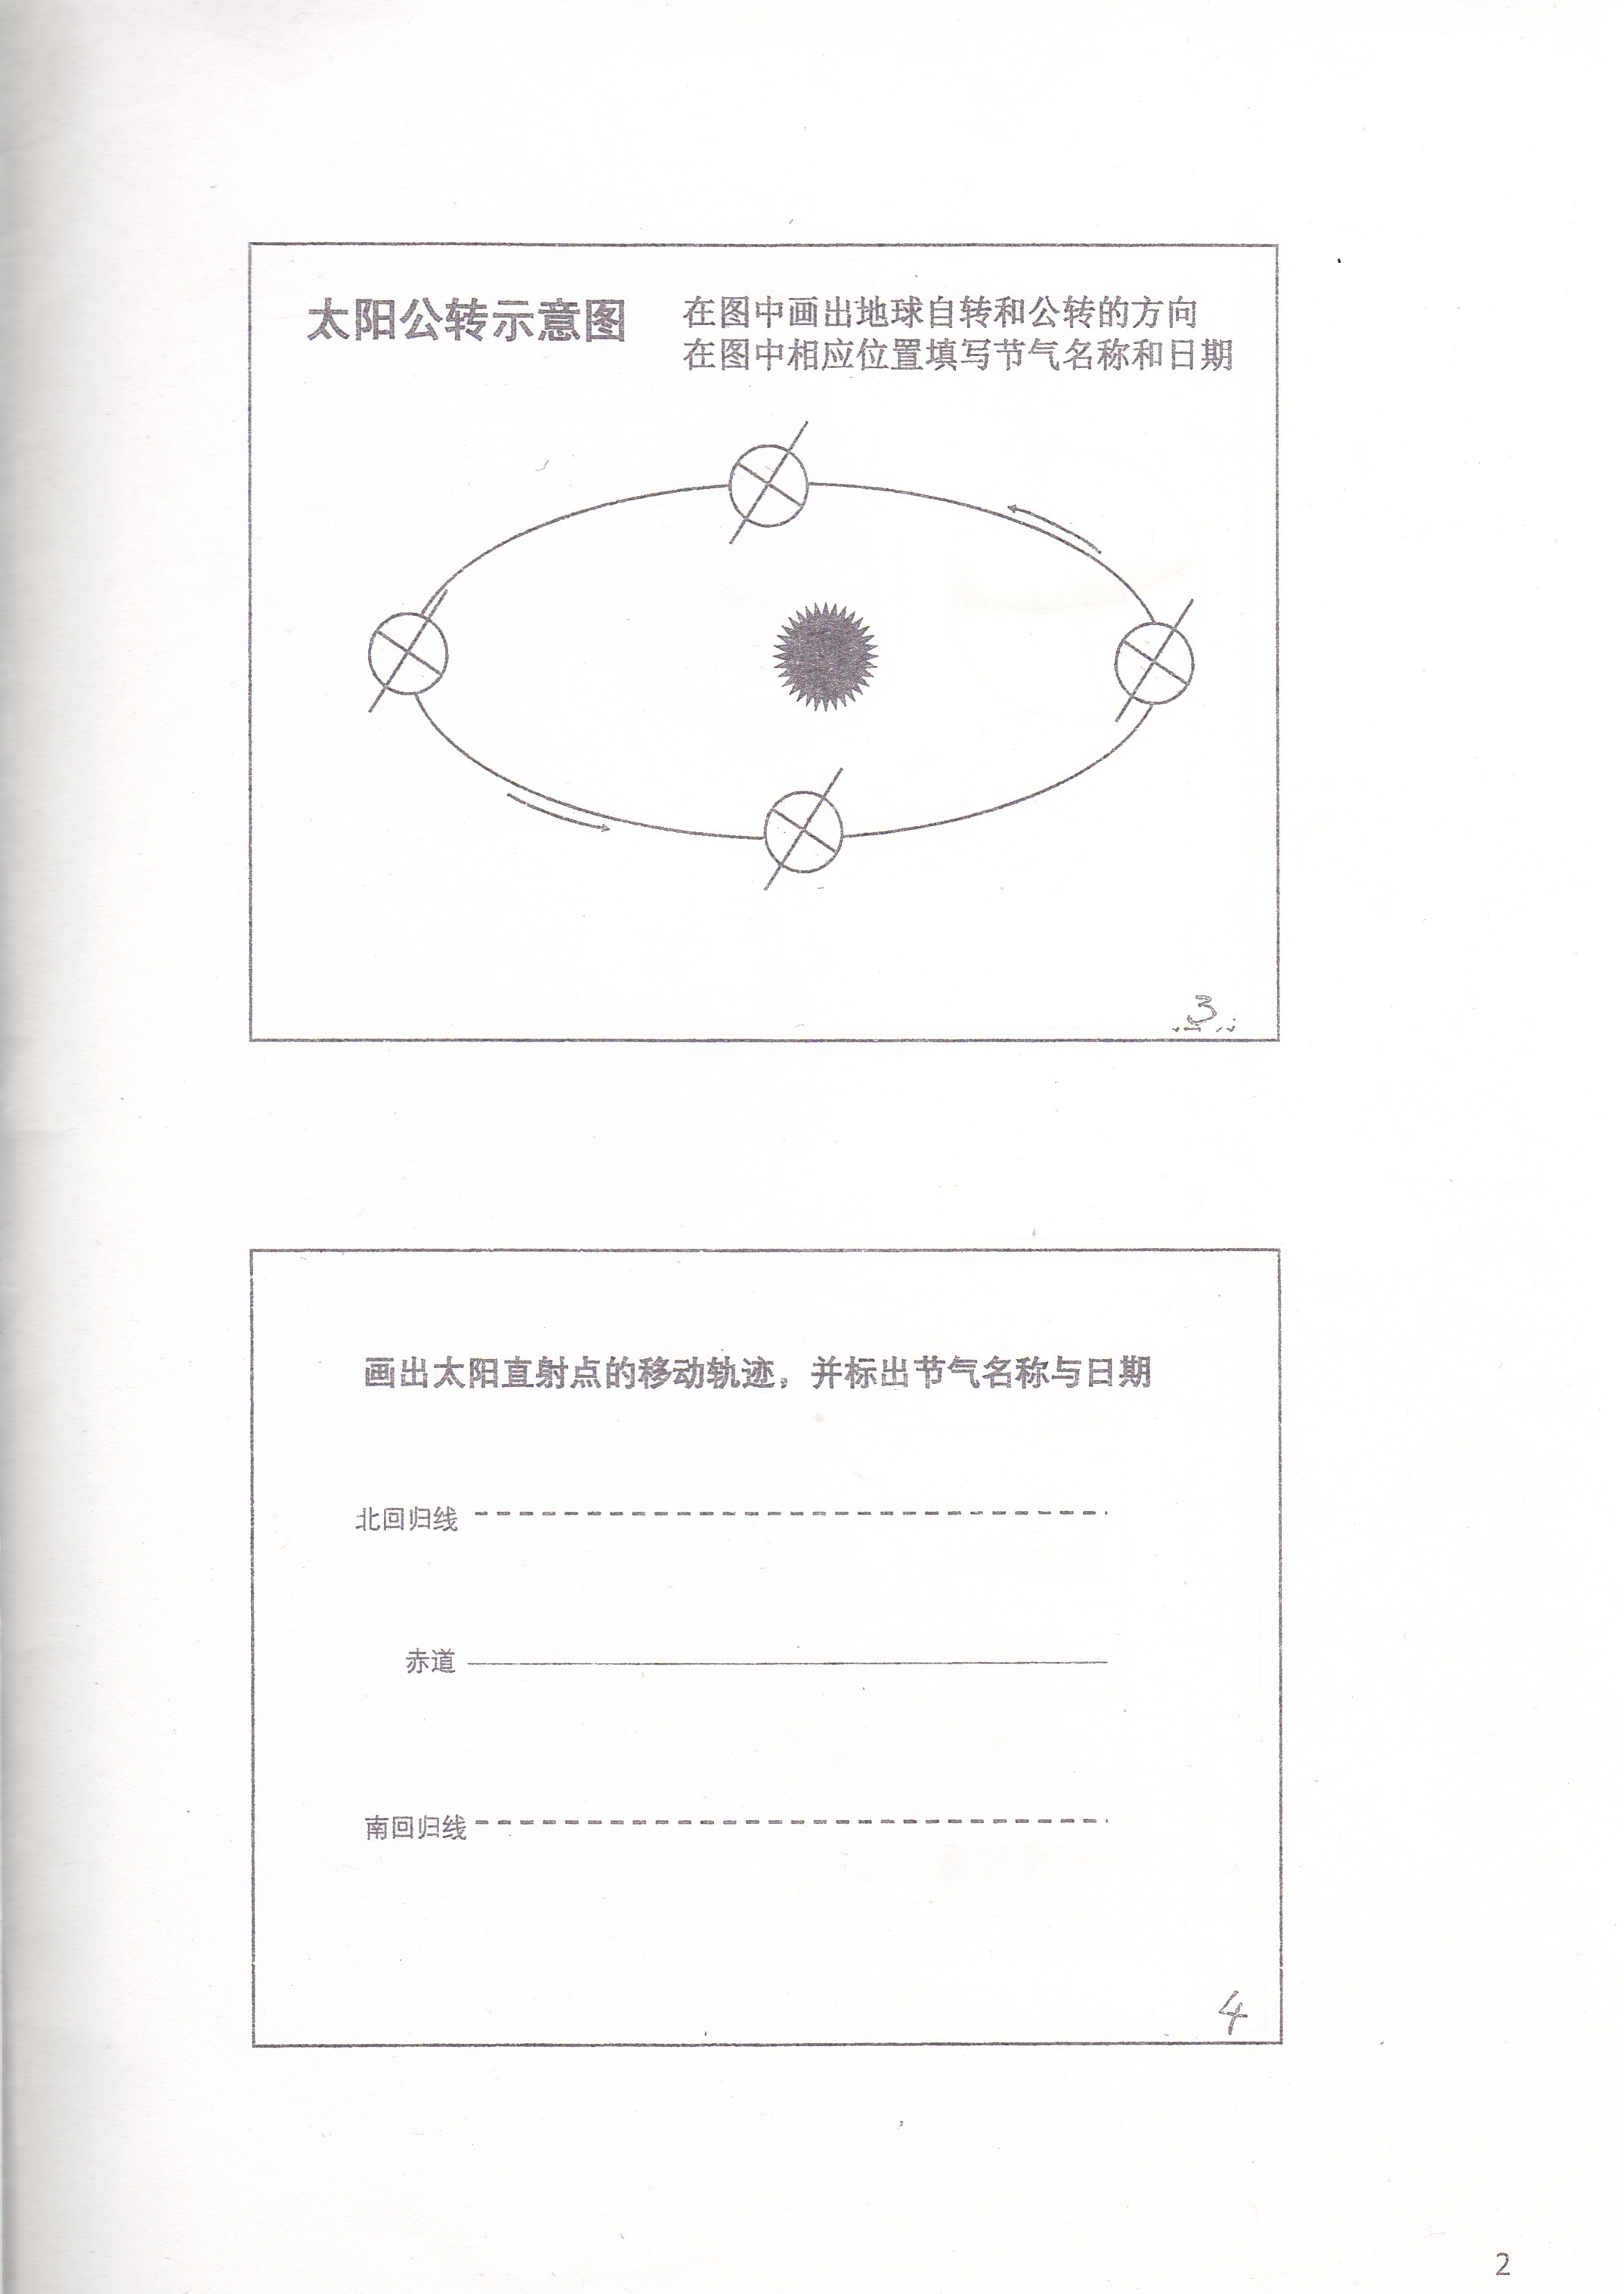 太阳公转示意图
在图中画出地球自转和公转的方向
在图中相应位置填写节气名称和日期
3
画出太阳直射点的移动轨迹，并标出节气名称与日期
北回归线
赤道
南回归线
4
2